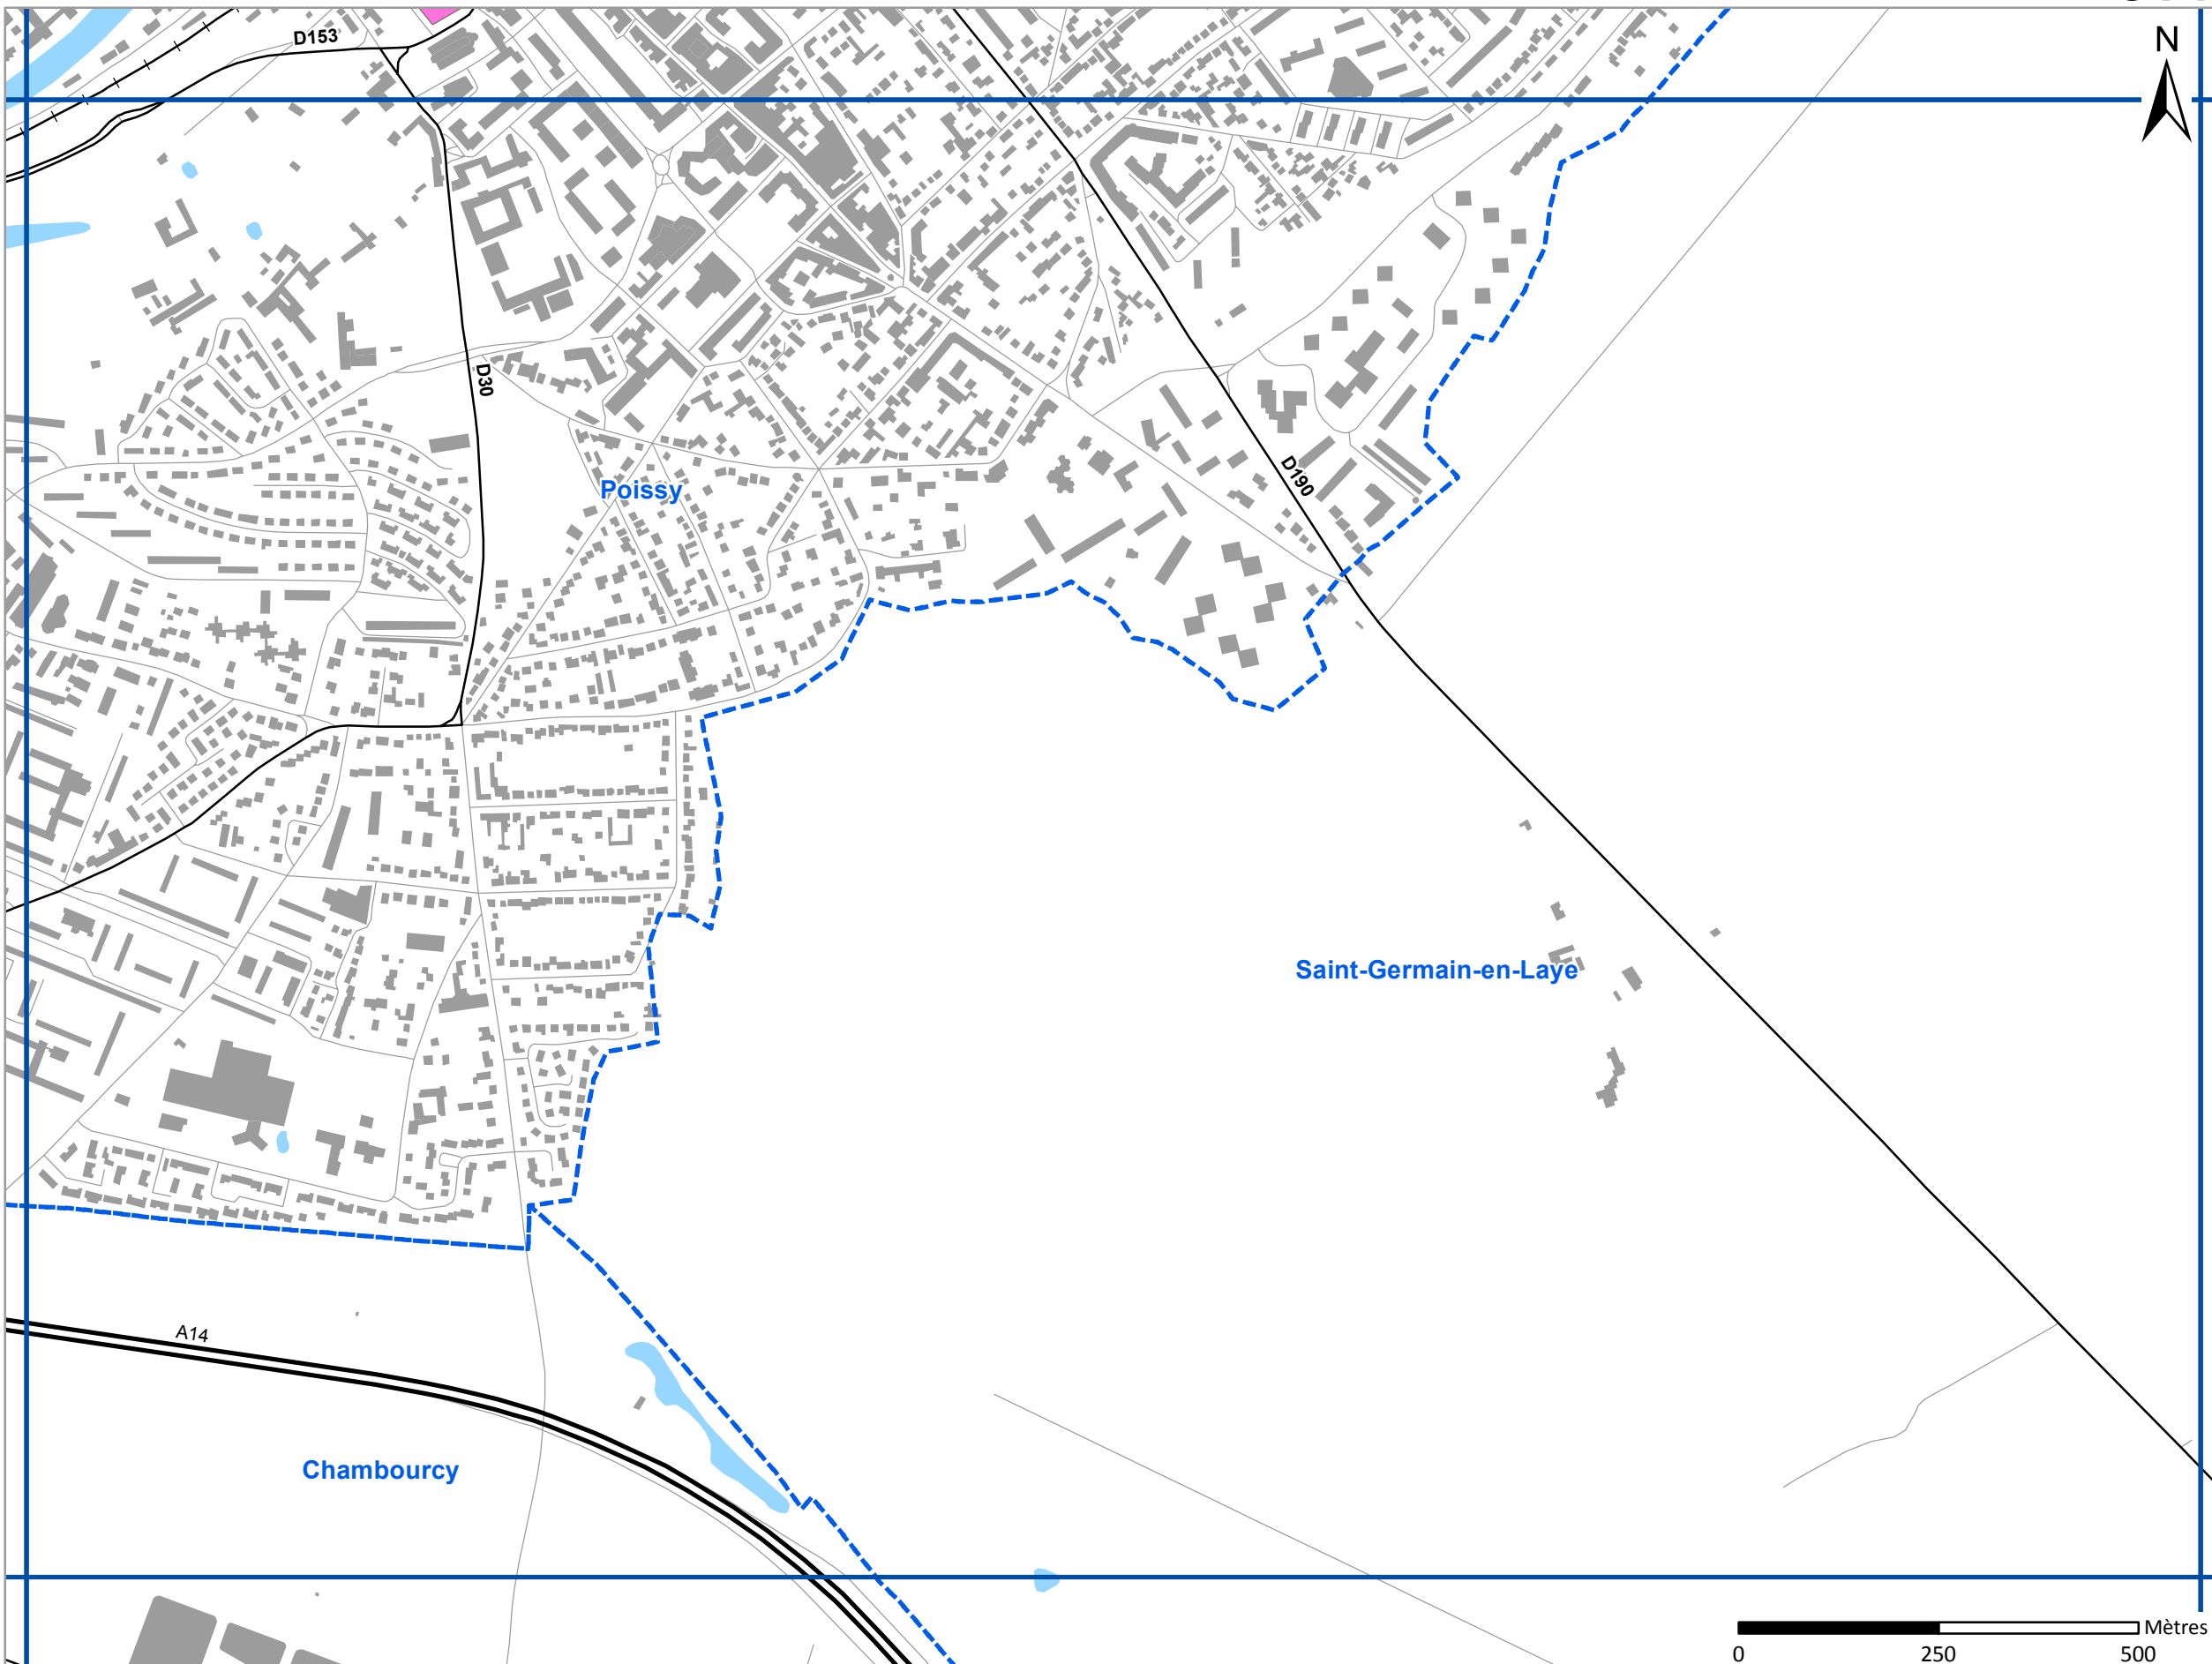 D153
N
D30
D190
Poissy
Saint-Germain-en-Laye
A14
Chambourcy
Mètres
0 250 500